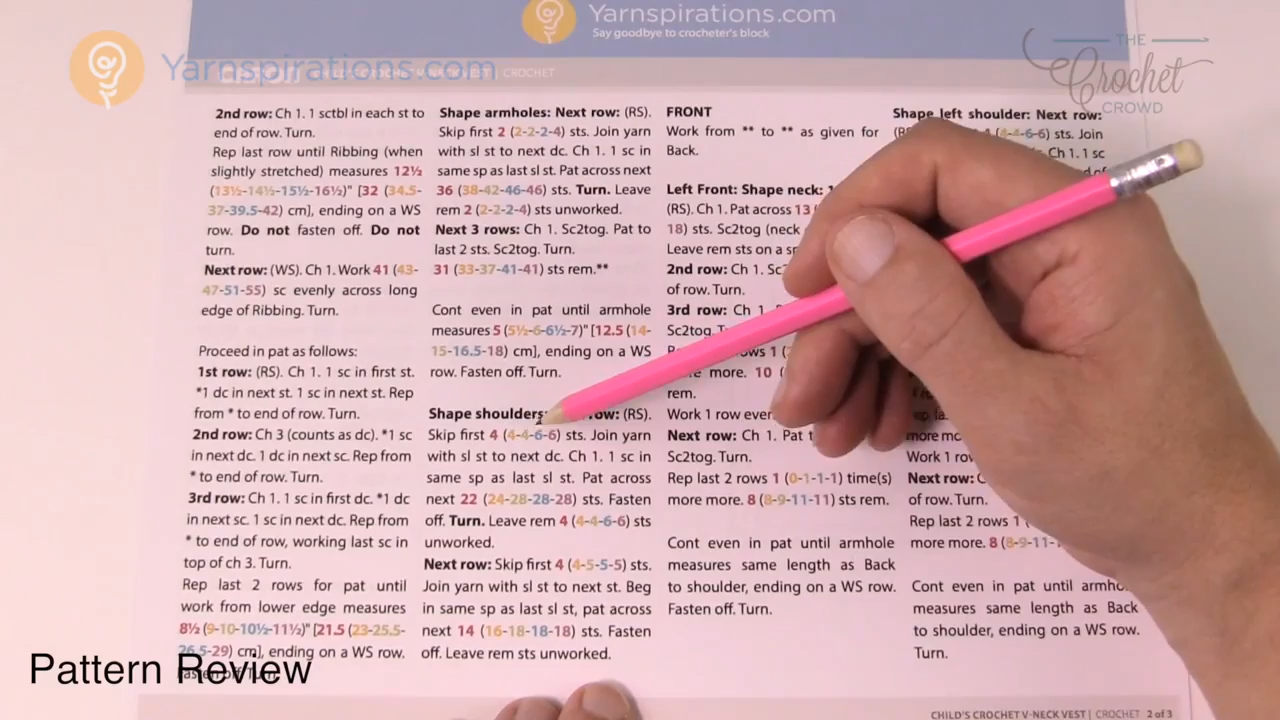 Yarnspirations.com
Say goodbye to crocheter's block
Yarnspirations.com
CHILD'S CROCHET V-NECK VEST | CROCHET
THE
Crochet
CROWD
2nd row: Ch 1. 1 sctbl in each st to
end of row. Turn.
Rep last row until Ribbing (when
slightly stretched) measures 12½
(13½-14½-15½-16½)" [32 (34.5-
37-39.5-42) cm], ending on a WS
row. Do not fasten off. Do not
turn.
Next row: (WS). Ch 1. Work 41 (43-
47-51-55) sc evenly across long
edge of Ribbing. Turn.
Proceed in pat as follows:
1st row: (RS). Ch 1. 1 sc in first st.
*1 dc in next st. 1 sc in next st. Rep
from * to end of row. Turn.
2nd row: Ch 3 (counts as dc). *1 sc
in next dc. 1 dc in next sc. Rep from
* to end of row. Turn.
3rd row: Ch 1. 1 sc in first dc. *1 dc
in next sc. 1 sc in next dc. Rep from
* to end of row, working last sc in
top of ch 3. Turn.
Rep last 2 rows for pat until
work from lower edge measures
8½ (9-10-10½-11½)" [21.5 (23-25.5-
26.5-29) cm], ending on a WS row.
Fasten off. Turn.
Shape armholes: Next row: (RS).
Skip first 2 (2-2-2-4) sts. Join yarn
with sl st to next dc. Ch 1. 1 sc in
same sp as last sl st. Pat across next
36 (38-42-46-46) sts. Turn. Leave
rem 2 (2-2-2-4) sts unworked.
Next 3 rows: Ch 1. Sc2tog. Pat to
last 2 sts. Sc2tog. Turn.
31 (33-37-41-41) sts rem.**
Cont even in pat until armhole
measures 5 (5½-6-6½-7)" [12.5 (14-
15-16.5-18) cm], ending on a WS
row. Fasten off. Turn.
Shape shoulders: row: (RS).
Skip first 4 (4-4-6-6) sts. Join yarn
with sl st to next dc. Ch 1. 1 sc in
same sp as last sl st. Pat across
next 22 (24-28-28-28) sts. Fasten
off. Turn. Leave rem 4 (4-4-6-6) sts
unworked.
Next row: Skip first 4 (4-5-5-5) sts.
Join yarn with sl st to next st. Beg
in same sp as last sl st, pat across
next 14 (16-18-18-18) sts. Fasten
off. Leave rem sts unworked.
FRONT
Work from ** to ** as given for
Back.
Left Front: Shape neck:
(RS). Ch 1. Pat across 13
18) sts. Sc2tog (neck
Leave rem sts on a
2nd row: Ch 1.
of row. Turn.
3rd row: Ch 1.
Sc2tog.
rows 1
more. 10
rem.
Work 1 row even
Next row: Ch 1. Pat
Sc2tog. Turn.
Rep last 2 rows 1 (0-1-1-1) time(s)
more more. 8 (8-9-11-11) sts rem.
Cont even in pat until armhole
measures same length as Back
to shoulder, ending on a WS row.
Fasten off. Turn.
Shape left shoulder: Next row:
sts. Join
Ch 1. 1 sc
Work 1
Next row:
of row. Turn.
Rep last 2 rows 1
more more. 8 (8-9-11-
Cont even in pat until
measures same length as Back
to shoulder, ending on a WS row.
Turn.
Pattern Review
CHILD'S CROCHET V-NECK VEST | CROCHET 2 of 3